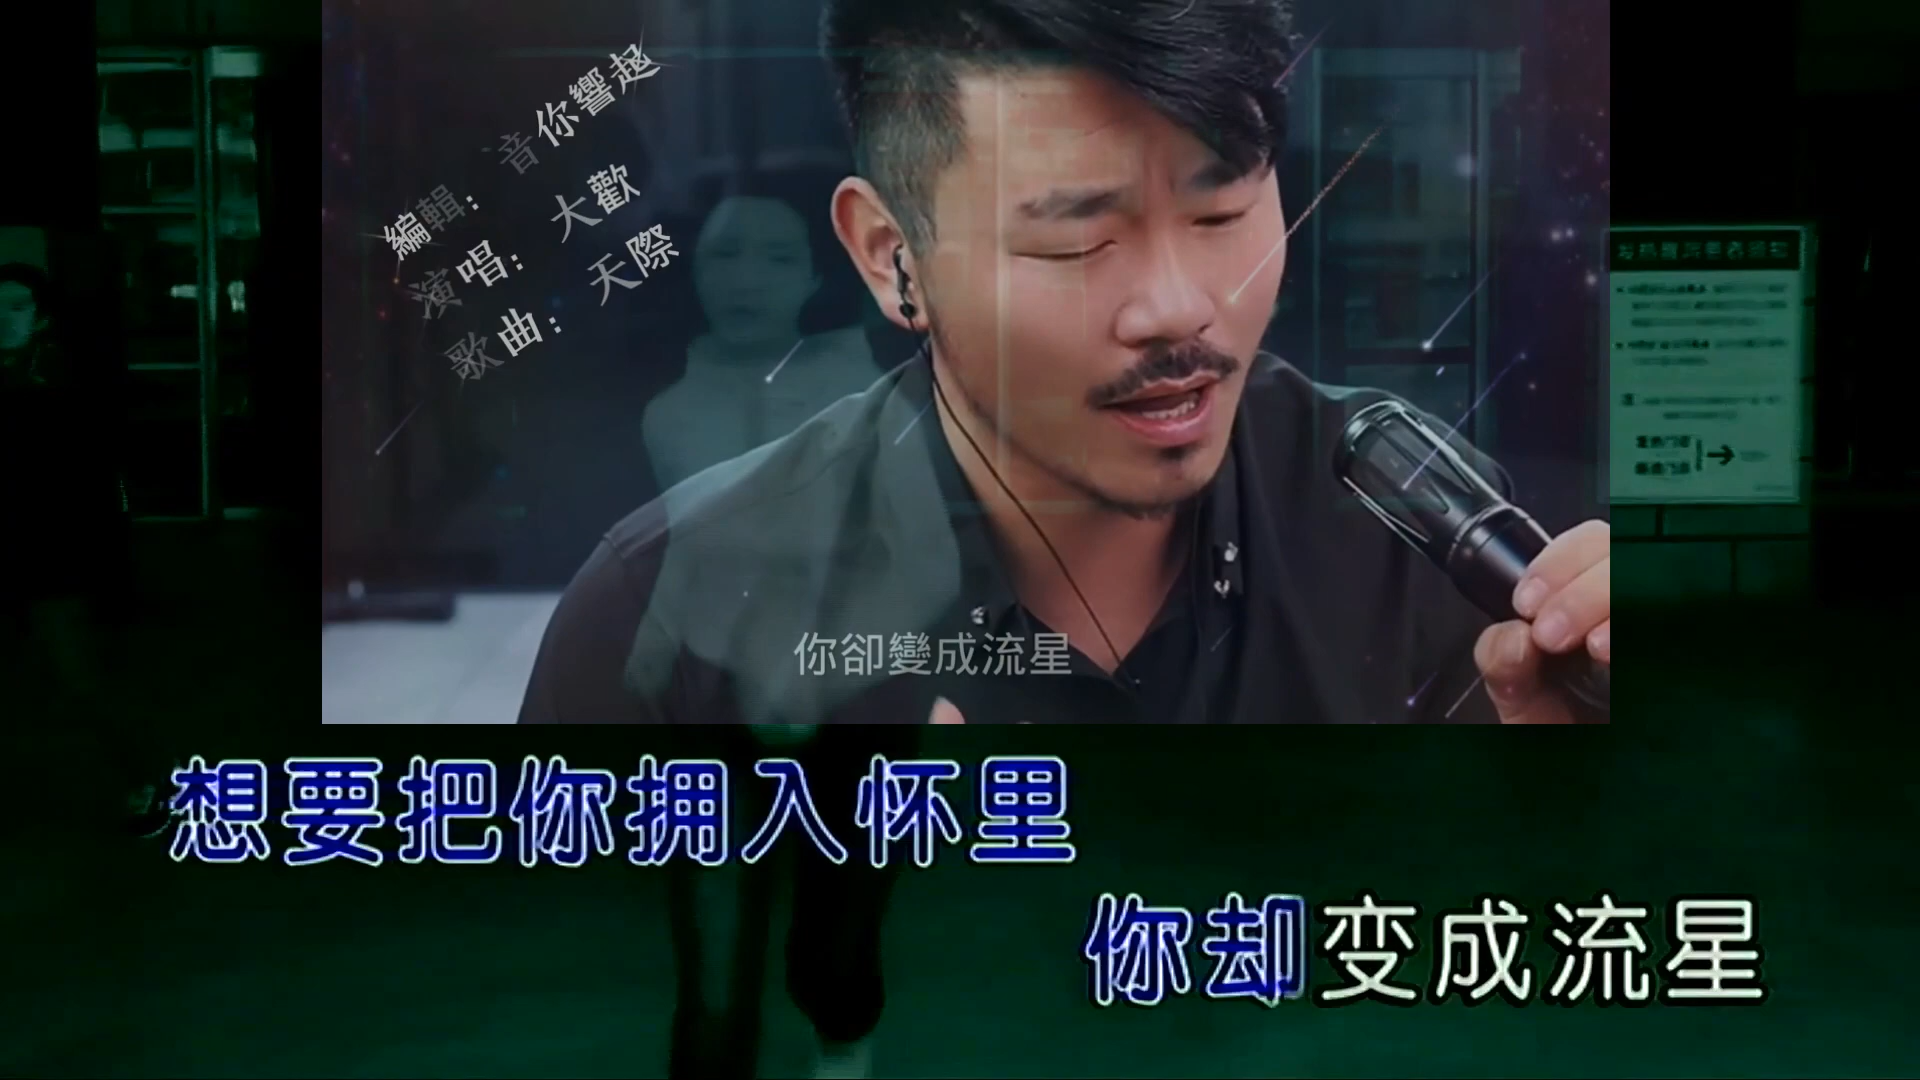 編輯：音你響起
演唱：大歡
歌曲：天際
你卻變成流星
想要把你拥入怀里
你却变成流星